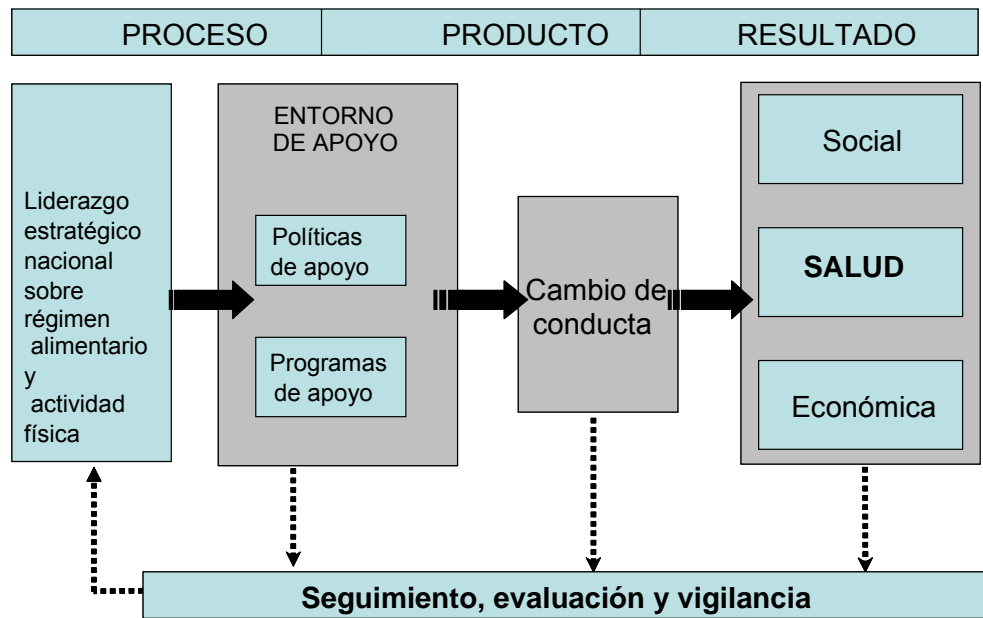 PROCESO PRODUCTO RESULTADO
Liderazgo
estratégico
nacional
sobre
régimen
alimentario
y
actividad
física
ENTORNO
DE APOYO
Políticas
de apoyo
Programas
de apoyo
Cambio de
conducta
Social
SALUD
Económica
Seguimiento, evaluación y vigilancia